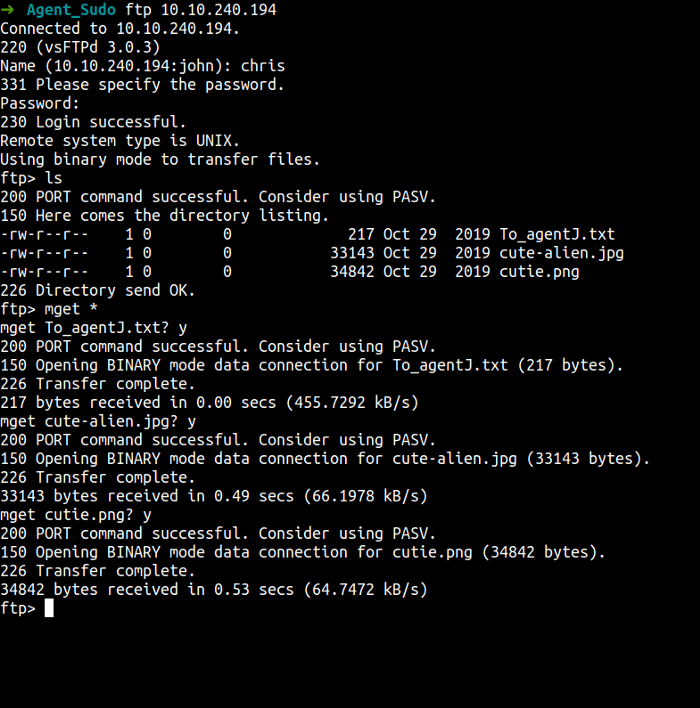 ➜ Agent_Sudo ftp 10.10.240.194
Connected to 10.10.240.194.
220 (vsFTPd 3.0.3)
Name (10.10.240.194:john): chris
331 Please specify the password.
Password:
230 Login successful.
Remote system type is UNIX.
Using binary mode to transfer files.
ftp> ls
200 PORT command successful. Consider using PASV.
150 Here comes the directory listing.
-rw-r--r--    1 0        0             217 Oct 29  2019 To_agentJ.txt
-rw-r--r--    1 0        0           33143 Oct 29  2019 cute-alien.jpg
-rw-r--r--    1 0        0           34842 Oct 29  2019 cutie.png
226 Directory send OK.
ftp> mget *
mget To_agentJ.txt? y
200 PORT command successful. Consider using PASV.
150 Opening BINARY mode data connection for To_agentJ.txt (217 bytes).
226 Transfer complete.
217 bytes received in 0.00 secs (455.7292 kB/s)
mget cute-alien.jpg? y
200 PORT command successful. Consider using PASV.
150 Opening BINARY mode data connection for cute-alien.jpg (33143 bytes).
226 Transfer complete.
33143 bytes received in 0.49 secs (66.1978 kB/s)
mget cutie.png? y
200 PORT command successful. Consider using PASV.
150 Opening BINARY mode data connection for cutie.png (34842 bytes).
226 Transfer complete.
34842 bytes received in 0.53 secs (64.7472 kB/s)
ftp>